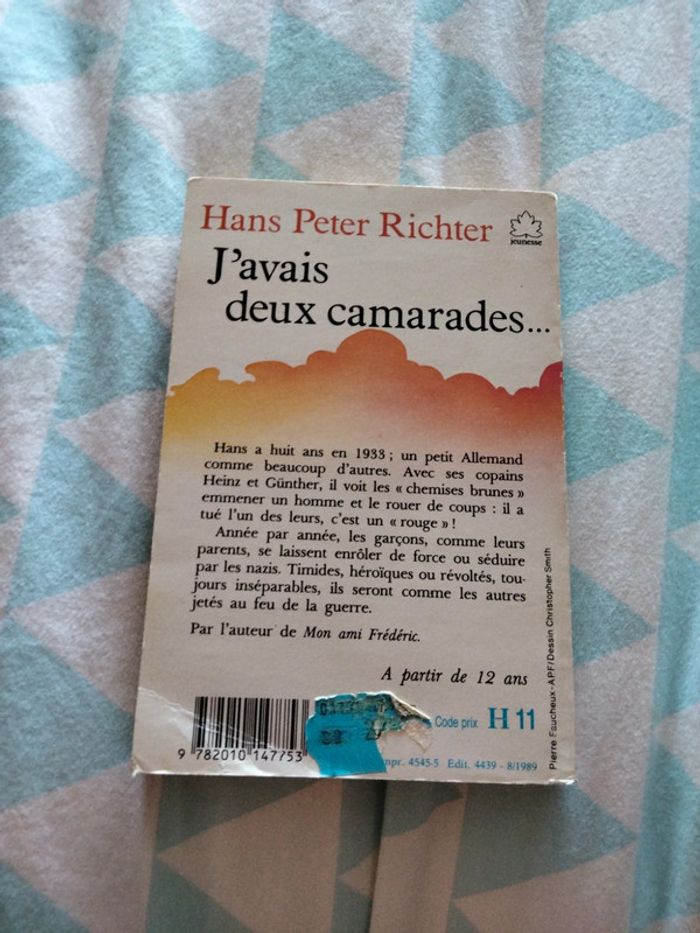 Hans Peter Richter
jeunesse
J'avais
deux camarades...
Hans a huit ans en 1933 ; un petit Allemand
comme beaucoup d'autres. Avec ses copains
Heinz et Günther, il voit les « chemises brunes »
emmener un homme et le rouer de coups : il a
tué l'un des leurs, c'est un « rouge » !
Année par année, les garçons, comme leurs
parents, se laissent enrôler de force ou séduire
par les nazis. Timides, héroïques ou révoltés, tou-
jours inséparables, ils seront comme les autres
jetés au feu de la guerre.
Par l'auteur de Mon ami Frédéric.
A partir de 12 ans
Pierre Faucheux-APF/Dessin Christopher Smith
Code prix H 11
9 782010 147753
4545-5 Edit. 4439 - 8/1989